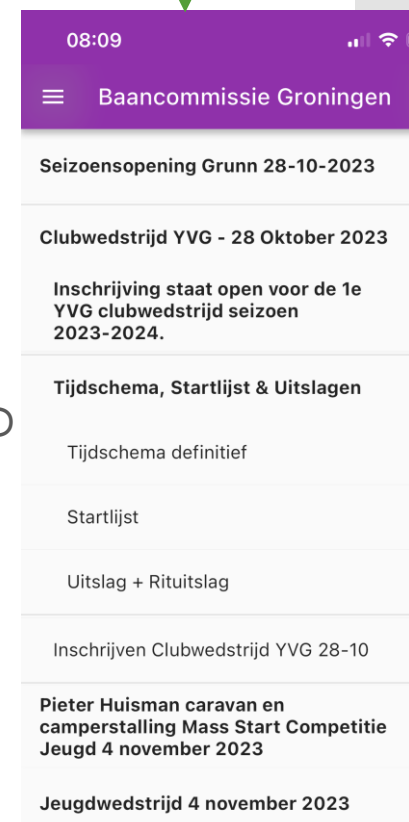 08:09
Baancommissie Groningen
Seizoensopening Grunn 28-10-2023
Clubwedstrijd YVG - 28 Oktober 2023
Inschrijving staat open voor de 1e
YVG clubwedstrijd seizoen
2023-2024.
Tijdschema, Startlijst & Uitslagen
Tijdschema definitief
Startlijst
Uitslag + Rituitslag
Inschrijven Clubwedstrijd YVG 28-10
Pieter Huisman caravan en
camperstalling Mass Start Competitie
Jeugd 4 november 2023
Jeugdwedstrijd 4 november 2023